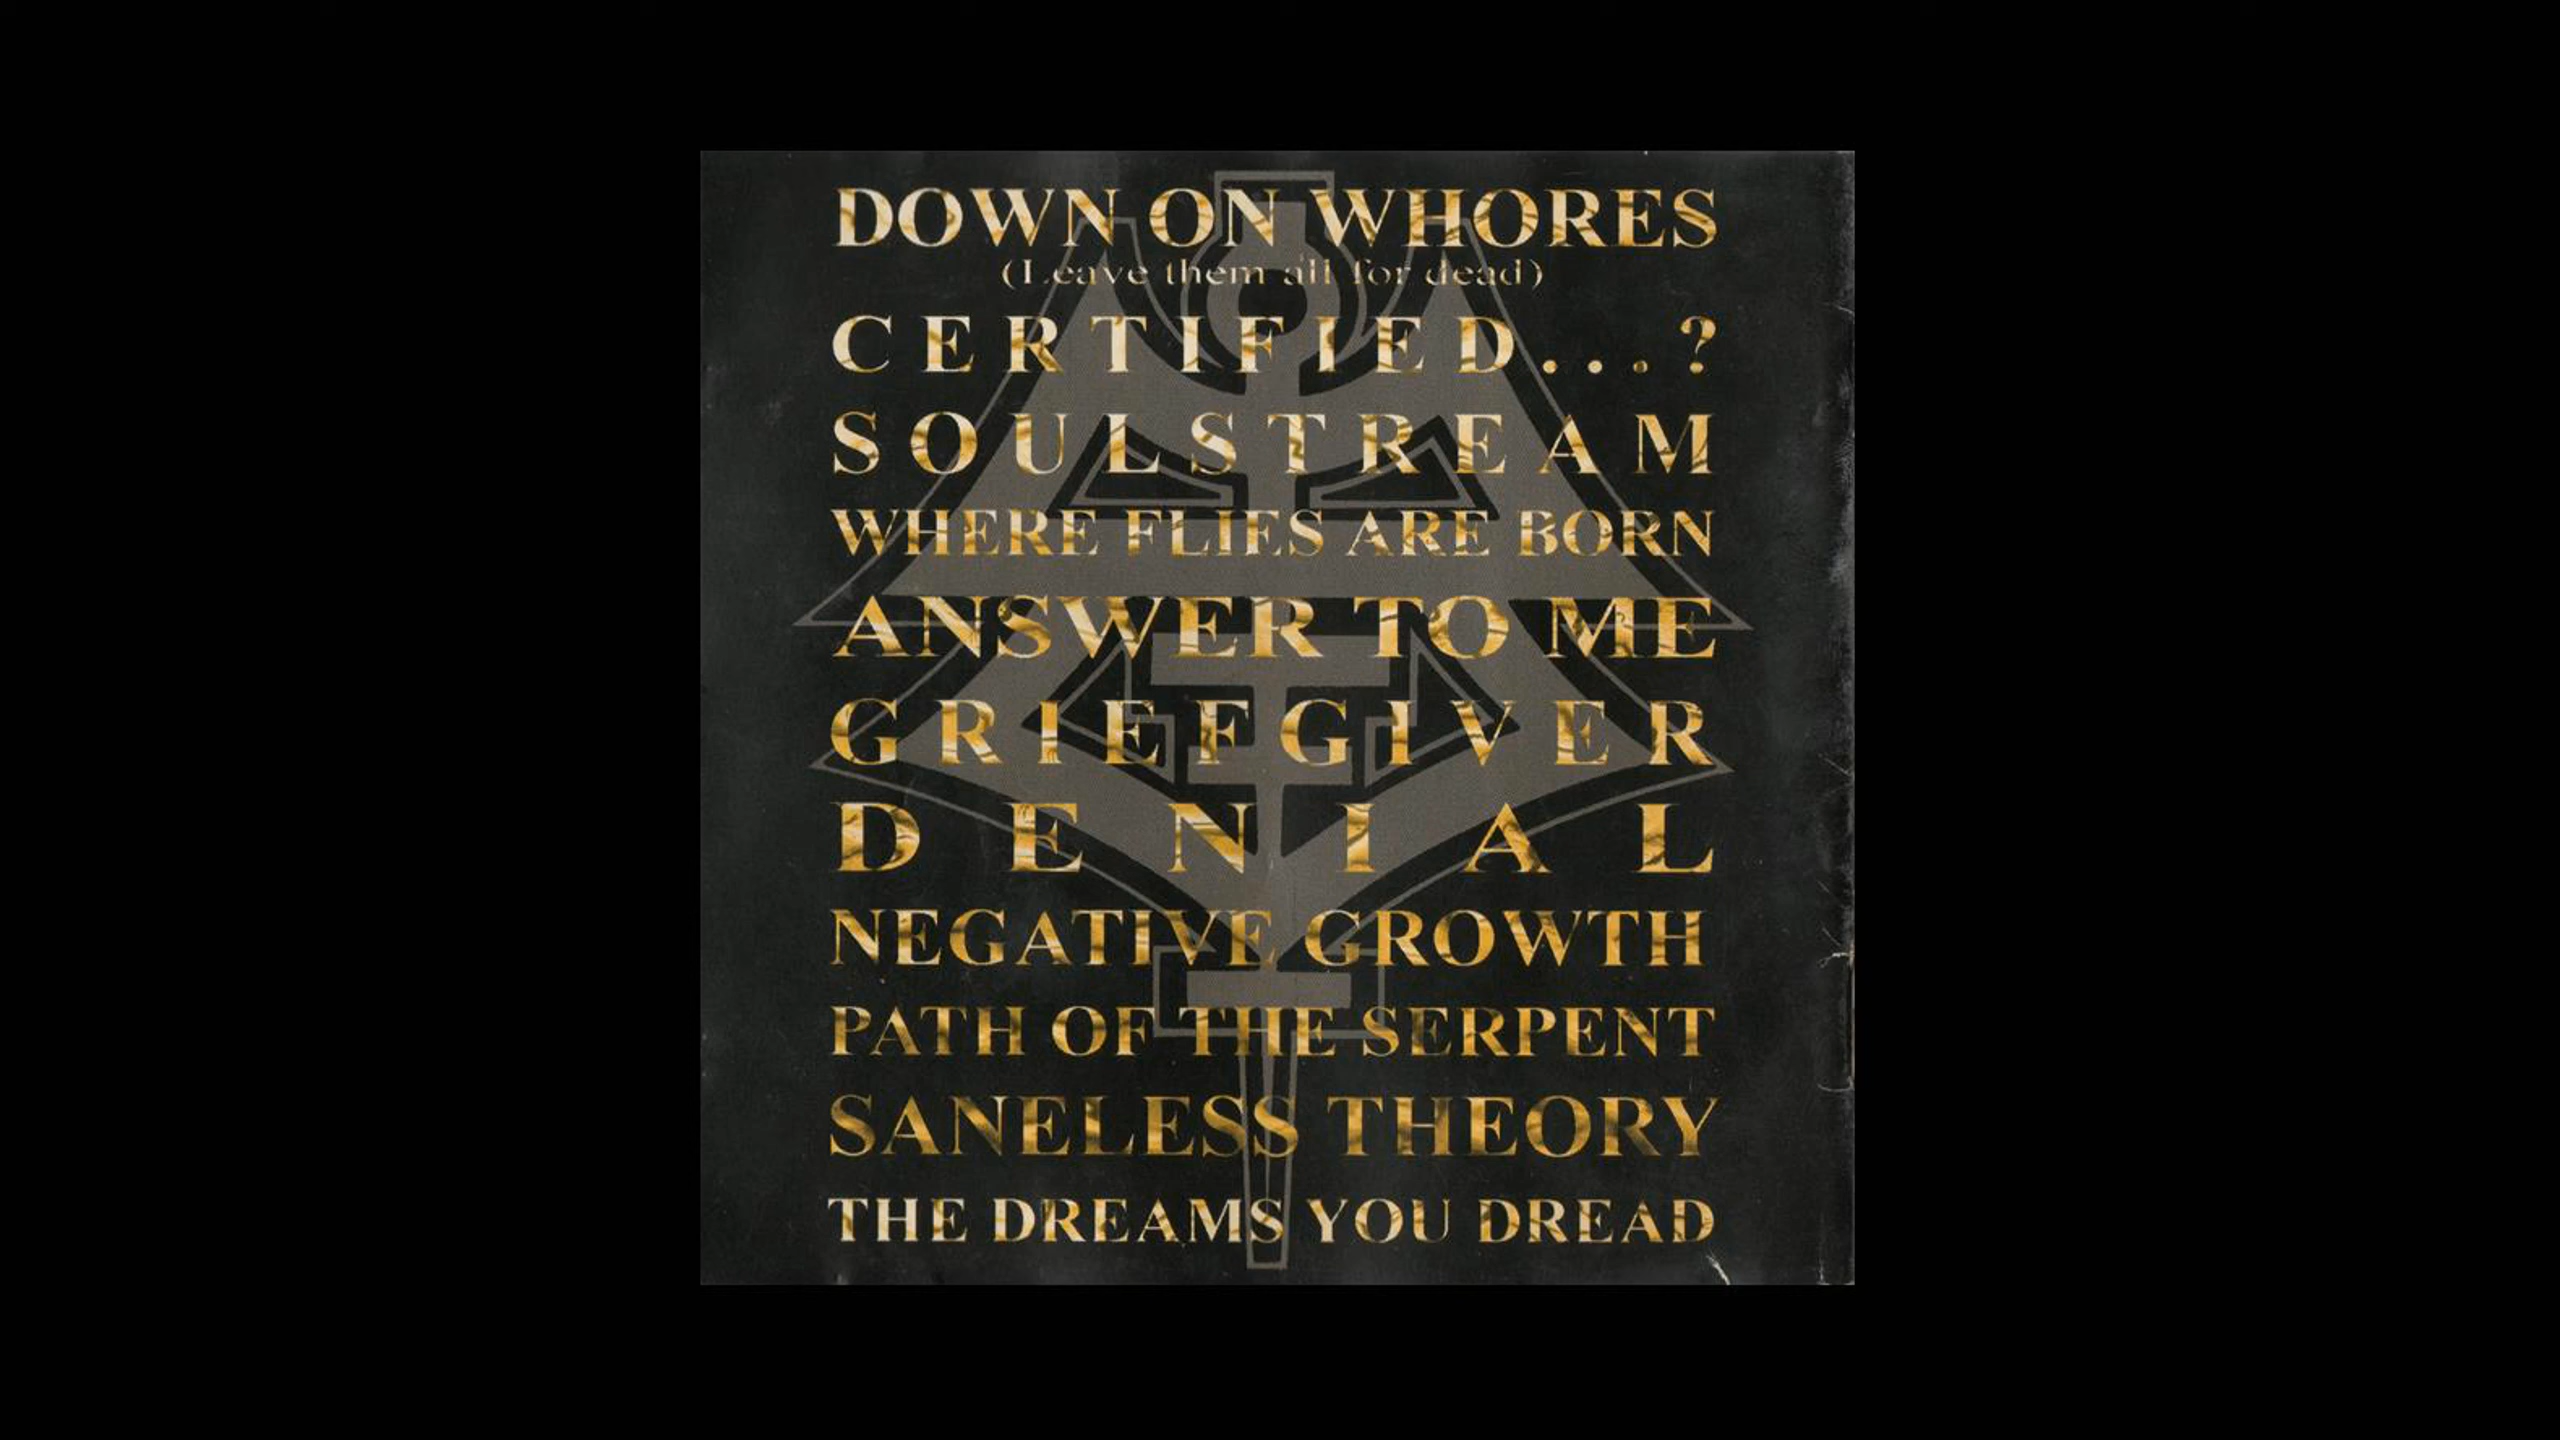 DOWN ON WHORES
(Leave them all for dead)
CERTIFIED...?
SOULSTREAM
WHERE FLIES ARE BORN
ANSWER TO ME
GRIEFGIVER
DENIAL
NEGATIVE GROWTH
PATH OF THE SERPENT
SANELESS THEORY
THE DREAMS YOU DREAD